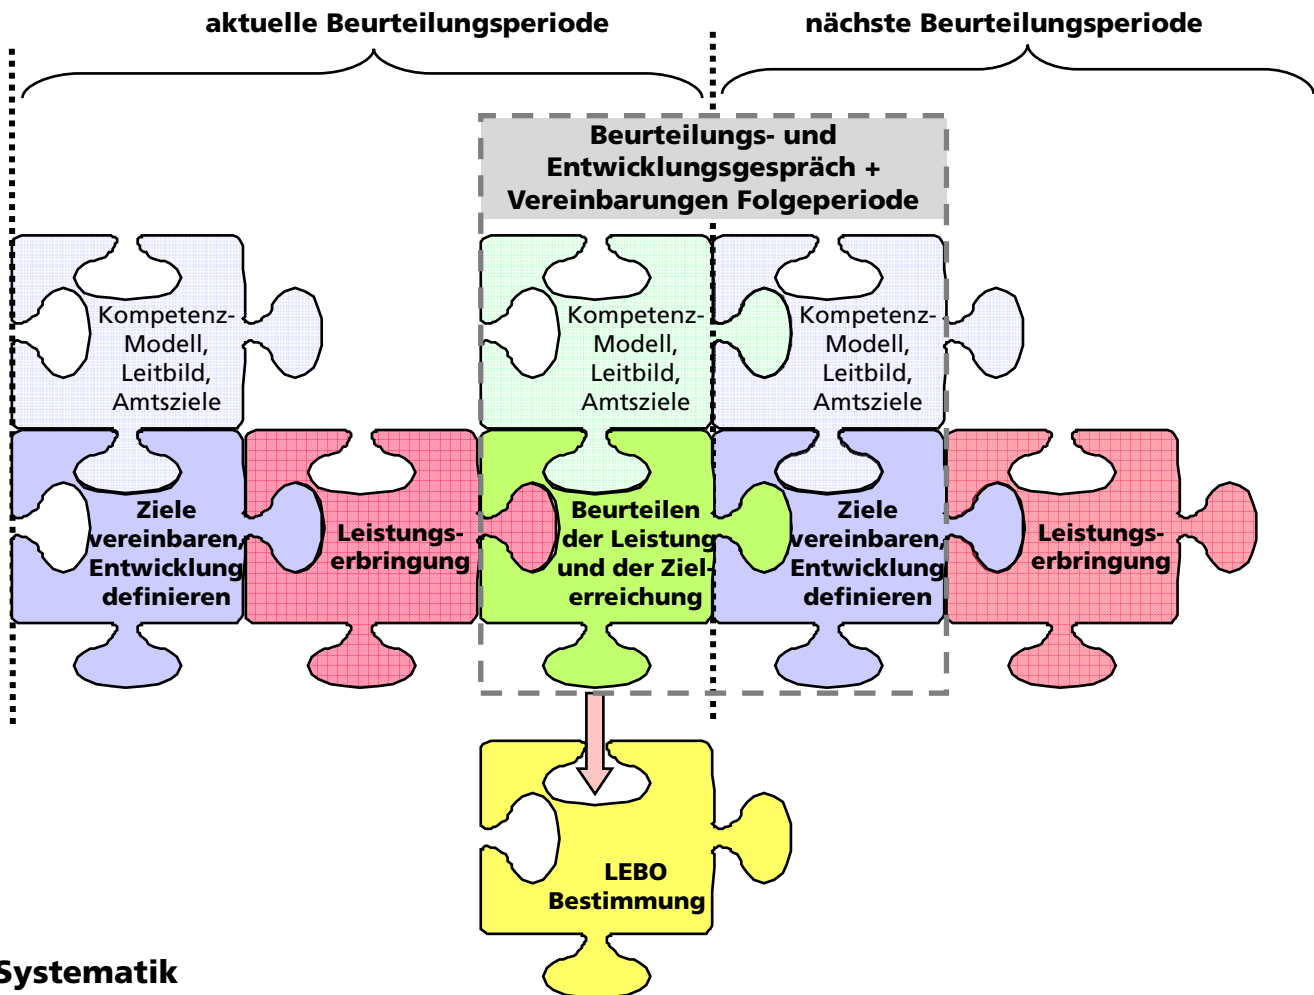 aktuelle Beurteilungsperiode
nächste Beurteilungsperiode
Beurteilungs- und
Entwicklungsgespräch +
Vereinbarungen Folgeperiode
Kompetenz-
Modell,
Leitbild,
Amtsziele
Kompetenz-
Modell,
Leitbild,
Amtsziele
Kompetenz-
Modell,
Leitbild,
Amtsziele
Ziele
vereinbaren,
Entwicklung
definieren
Leistungs-
erbringung
Beurteilen
der Leistung
und der Ziel-
erreichung
Ziele
vereinbaren,
Entwicklung
definieren
Leistungs-
erbringung
LEBO
Bestimmung
Systematik